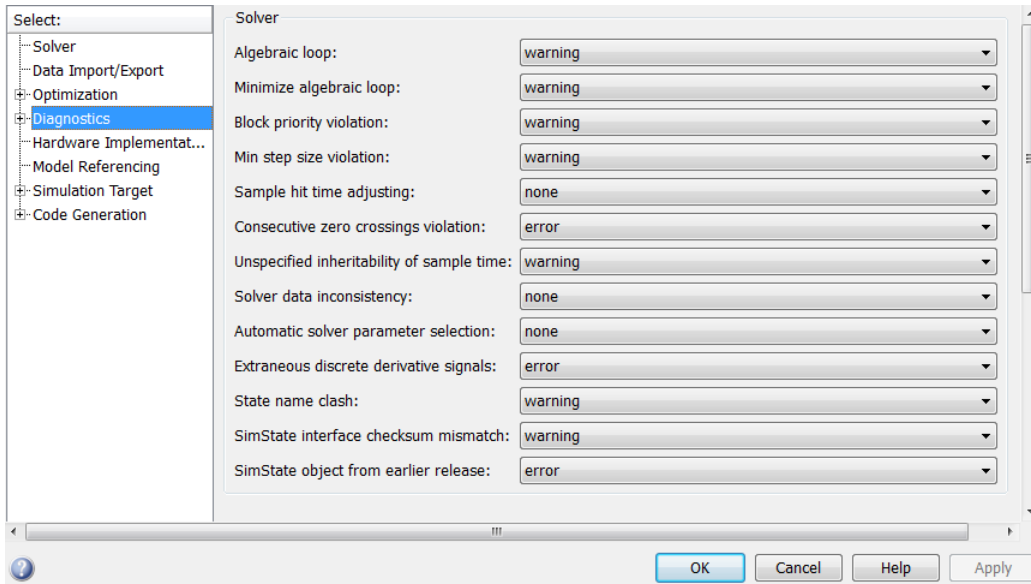 Select:
Solver
Data Import/Export
Optimization
Diagnostics
Hardware Implementat...
Model Referencing
Simulation Target
Code Generation
Solver
Algebraic loop: warning
Minimize algebraic loop: warning
Block priority violation: warning
Min step size violation: warning
Sample hit time adjusting: none
Consecutive zero crossings violation: error
Unspecified inheritability of sample time: warning
Solver data inconsistency: none
Automatic solver parameter selection: none
Extraneous discrete derivative signals: error
State name clash: warning
SimState interface checksum mismatch: warning
SimState object from earlier release: error
OK Cancel Help Apply